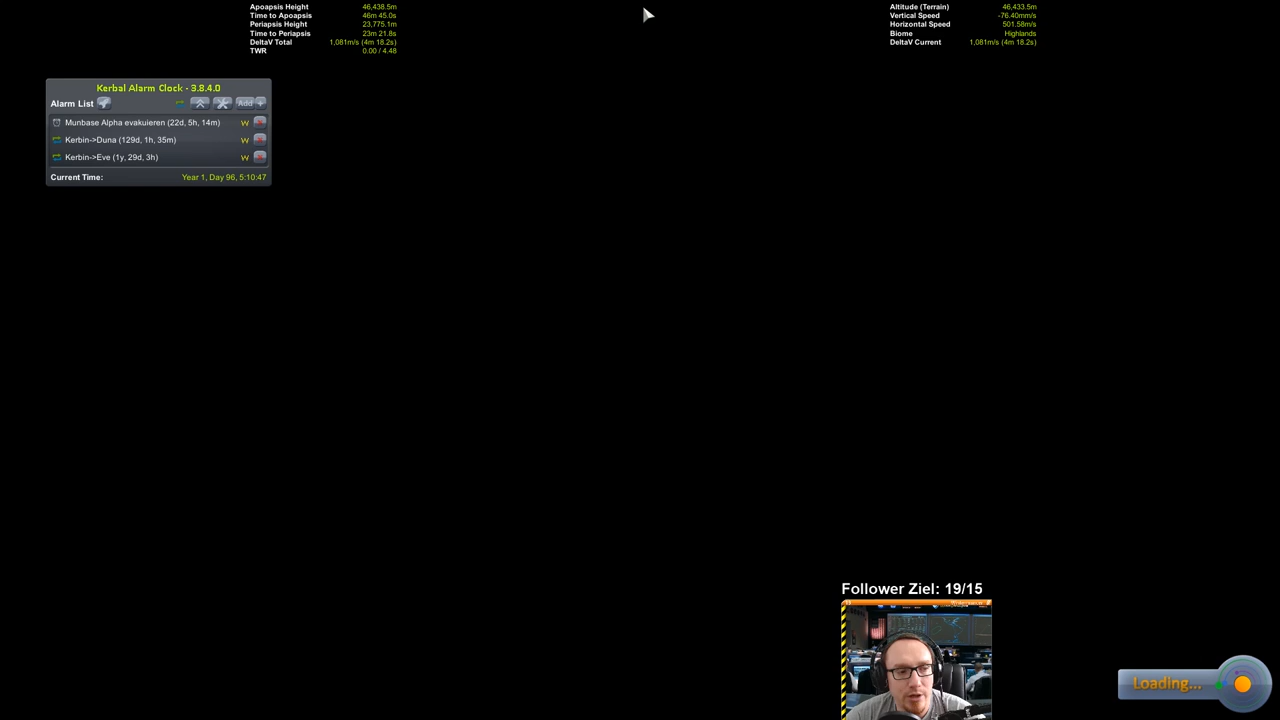 Apoapsis Height 46,438.5m
Time to Apoapsis 46m 45.0s
Periapsis Height 23,775.1m
Time to Periapsis 23m 21.8s
DeltaV Total 1,081m/s (4m 18.2s)
TWR 0.00 / 4.48
Altitude (Terrain) 46,433.5m
Vertical Speed -76.40mm/s
Horizontal Speed 501.58m/s
Biome Highlands
DeltaV Current 1,081m/s (4m 18.2s)
Kerbal Alarm Clock - 3.8.4.0
Alarm List Add +
Munbase Alpha evakuieren (22d, 5h, 14m)
Kerbin->Duna (129d, 1h, 35m)
Kerbin->Eve (1y, 29d, 3h)
Current Time: Year 1, Day 96, 5:10:47
Follower Ziel: 19/15
Loading...